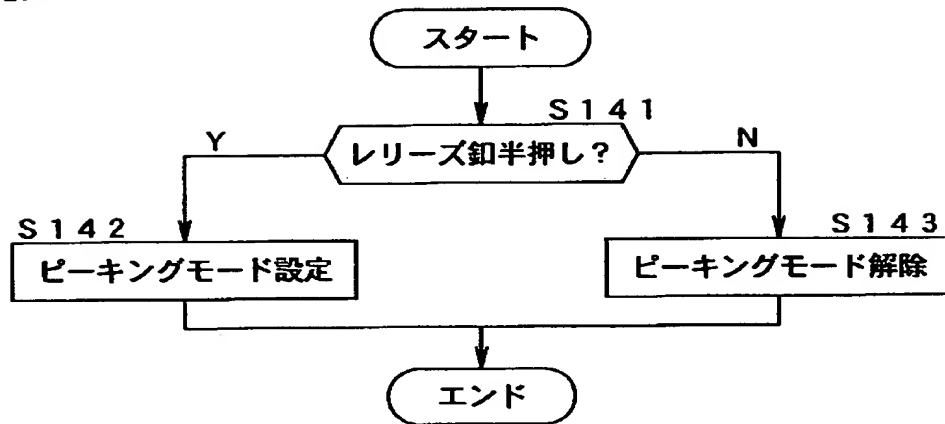 スタート
S141
Y
レリーズ釦半押し?
N
S142
S143
ピーキングモード設定
ピーキングモード解除
エンド